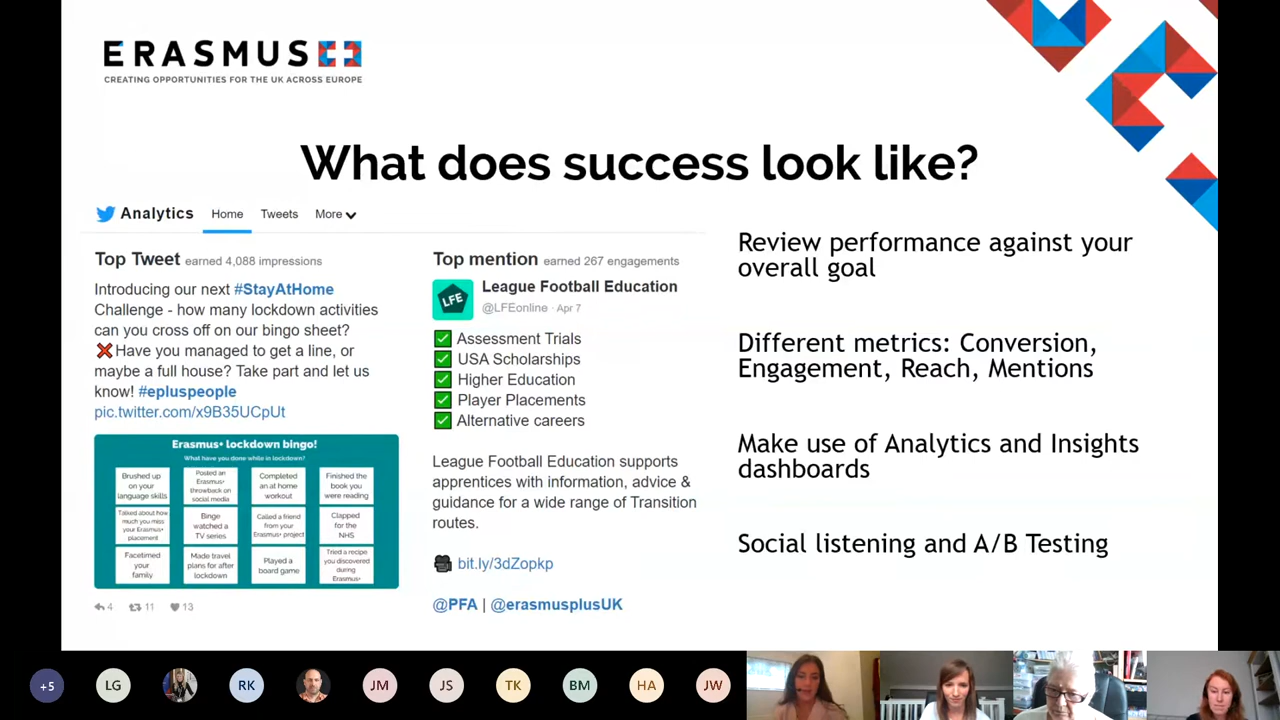 ERASMUS
CREATING OPPORTUNITIES FOR THE UK ACROSS EUROPE
What does success look like?
Analytics Home Tweets More
Top Tweet earned 4,088 impressions
Introducing our next #StayAtHome
Challenge - how many lockdown activities
can you cross off on our bingo sheet?
❌Have you managed to get a line, or
maybe a full house? Take part and let us
know! #epluspeople
pic.twitter.com/x9B35UCpUt
Erasmus+ lockdown bingo!
What have you done while in lockdown?
Brushed up
on your
language skills
Posted an
Erasmus+
throwback on
social media
Completed
an at home
workout
Finished the
book you
were reading
Talked about how
much you miss
your Erasmus+
placement
Binge
watched a
TV series
Called a friend
from your
Erasmus+ project
Clapped
for the
NHS
Facetimed
your
family
Made travel
plans for after
lockdown
Played a
board game
Tried a recipe
you discovered
during
Erasmus+
4 11 13
Top mention earned 267 engagements
League Football Education
@LFEonline · Apr 7
LFE
✅ Assessment Trials
✅ USA Scholarships
✅ Higher Education
✅ Player Placements
✅ Alternative careers
League Football Education supports
apprentices with information, advice &
guidance for a wide range of Transition
routes.
🎥 bit.ly/3dZopkp
@PFA | @erasmusplusUK
Review performance against your
overall goal
Different metrics: Conversion,
Engagement, Reach, Mentions
Make use of Analytics and Insights
dashboards
Social listening and A/B Testing
+5 LG RK JM JS TK BM HA JW